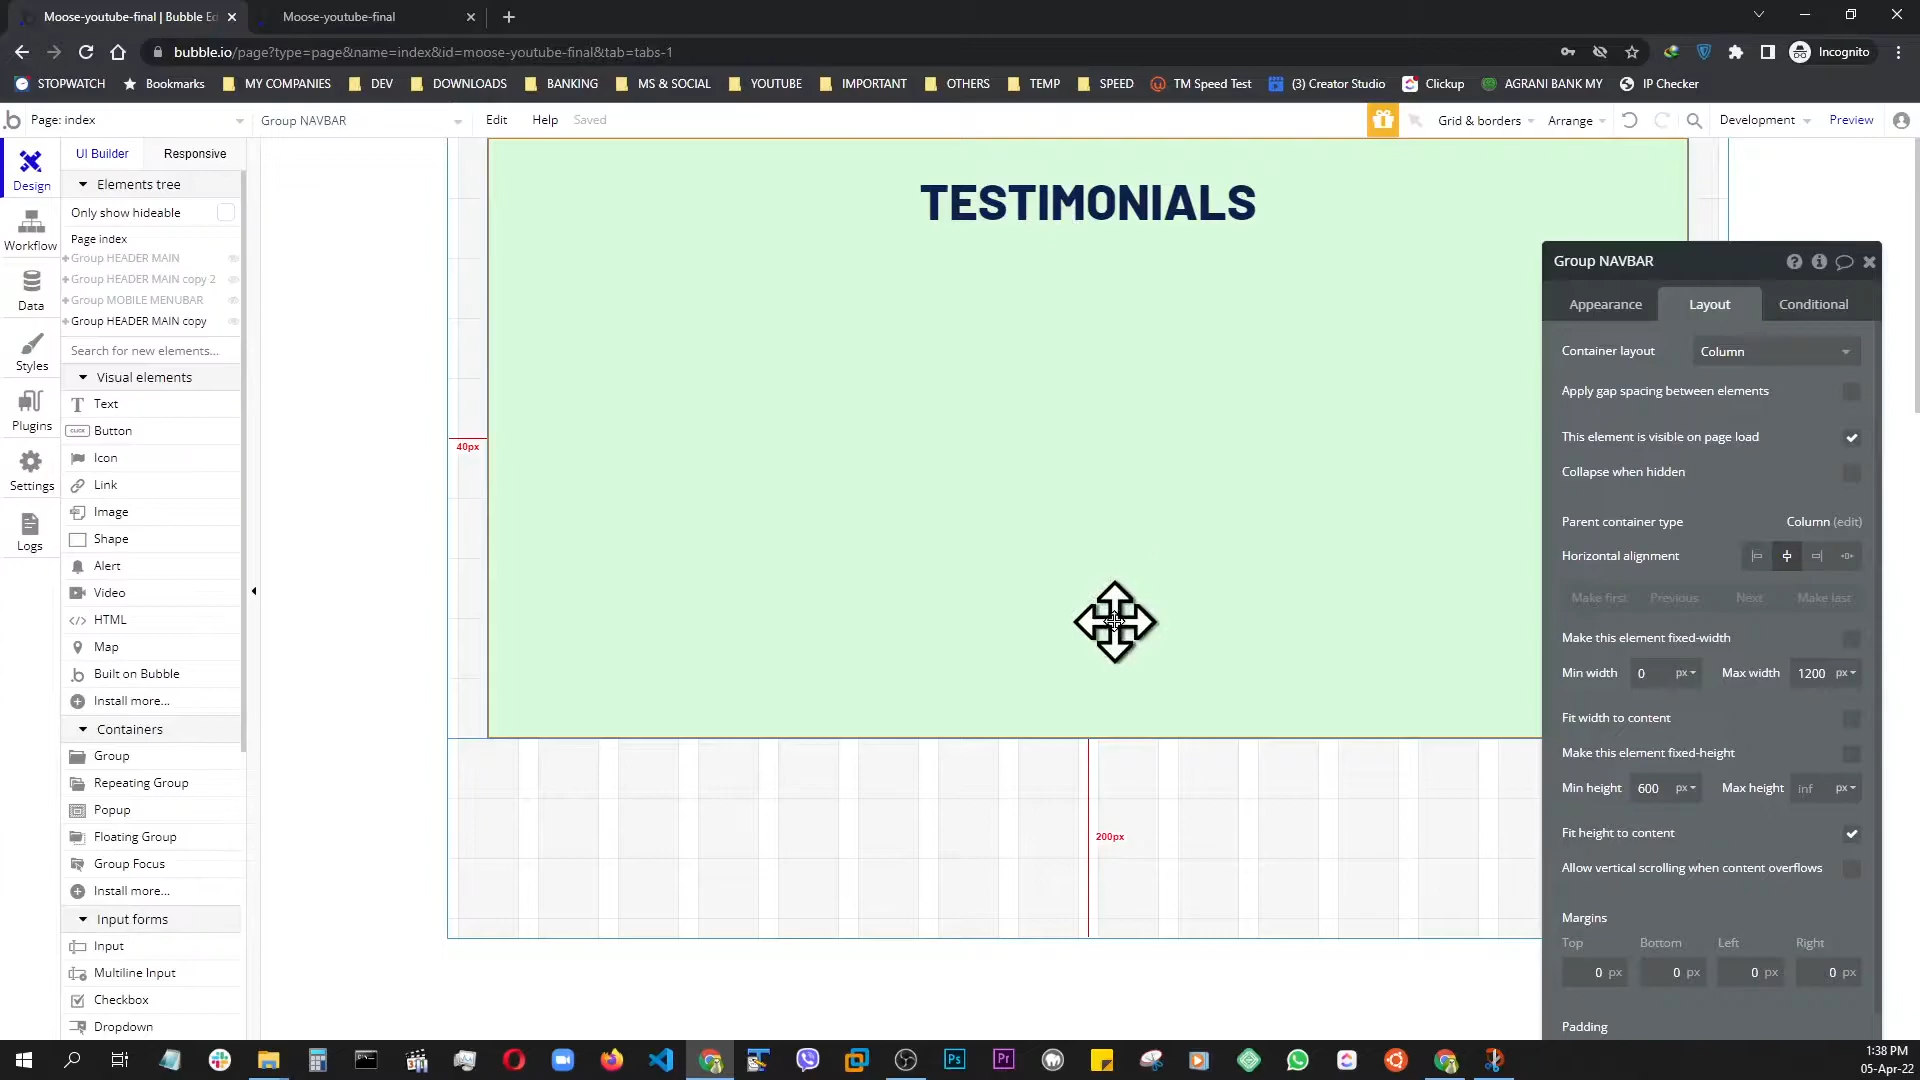 Moose-youtube-final | Bubble Ed
Moose-youtube-final
bubble.io/page?type=page&name=index&id=moose-youtube-final&tab=tabs-1
Incognito
STOPWATCH
Bookmarks
MY COMPANIES
DEV
DOWNLOADS
BANKING
MS & SOCIAL
YOUTUBE
IMPORTANT
OTHERS
TEMP
SPEED
TM Speed Test
(3) Creator Studio
Clickup
AGRANI BANK MY
IP Checker
Page: index
Group NAVBAR
Edit
Help
Saved
Grid & borders
Arrange
Development
Preview
Design
Workflow
Data
Styles
Plugins
Settings
Logs
UI Builder
Responsive
Elements tree
Only show hideable
Page index
Group HEADER MAIN
Group HEADER MAIN copy 2
Group MOBILE MENUBAR
Group HEADER MAIN copy
Search for new elements...
Visual elements
Text
CLICK
Button
Icon
Link
Image
Shape
Alert
Video
HTML
Map
Built on Bubble
Install more...
Containers
Group
Repeating Group
Popup
Floating Group
Group Focus
Install more...
Input forms
Input
Multiline Input
Checkbox
Dropdown
TESTIMONIALS
40px
200px
Group NAVBAR
Appearance
Layout
Conditional
Container layout
Column
Apply gap spacing between elements
This element is visible on page load
Collapse when hidden
Parent container type
Column (edit)
Horizontal alignment
Make first
Previous
Next
Make last
Make this element fixed-width
Min width
0 px
Max width
1200 px
Fit width to content
Make this element fixed-height
Min height
600 px
Max height
inf px
Fit height to content
Allow vertical scrolling when content overflows
Margins
Top
Bottom
Left
Right
0 px
0 px
0 px
0 px
Padding
Ps
Pr
1:38 PM
05-Apr-22